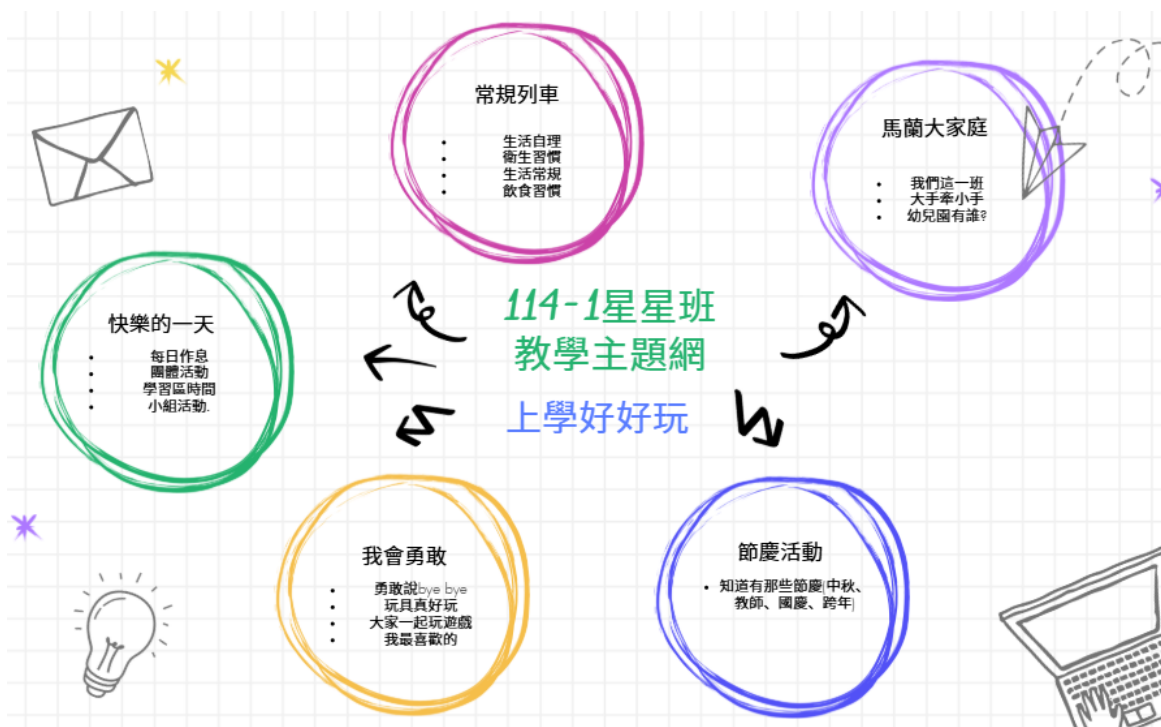 常規列車
• 生活自理
• 衛生習慣
• 生活常規
• 飲食習慣
馬蘭大家庭
• 我們這一班
• 大手牽小手
• 幼兒園有誰?
114-1星星班
教學主題網
上學好好玩
快樂的一天
• 每日作息
• 團體活動
• 學習區時間
• 小組活動.
我會勇敢
• 勇敢說bye bye
• 玩具真好玩
• 大家一起玩遊戲
• 我最喜歡的
節慶活動
• 知道有那些節慶(中秋、
教師、國慶、跨年)